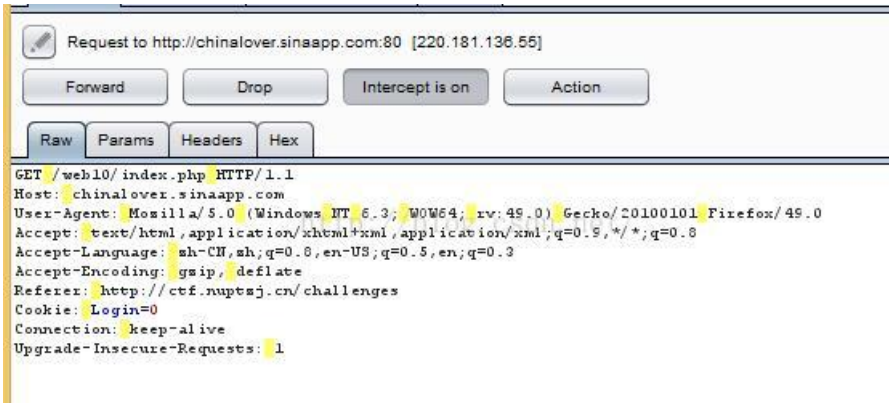 Request to http://chinalover.sinaapp.com:80 [220.181.136.55]
Forward Drop Intercept is on Action
Raw Params Headers Hex
GET /web10/index.php HTTP/1.1
Host: chinalover.sinaapp.com
User-Agent: Mozilla/5.0 (Windows NT 6.3; WOW64; rv:49.0) Gecko/20100101 Firefox/49.0
Accept: text/html,application/xhtml+xml,application/xml;q=0.9,*/*;q=0.8
Accept-Language: zh-CN,zh;q=0.8,en-US;q=0.5,en;q=0.3
Accept-Encoding: gzip, deflate
Referer: http://ctf.nuptzj.cn/challenges
Cookie: Login=0
Connection: keep-alive
Upgrade-Insecure-Requests: 1